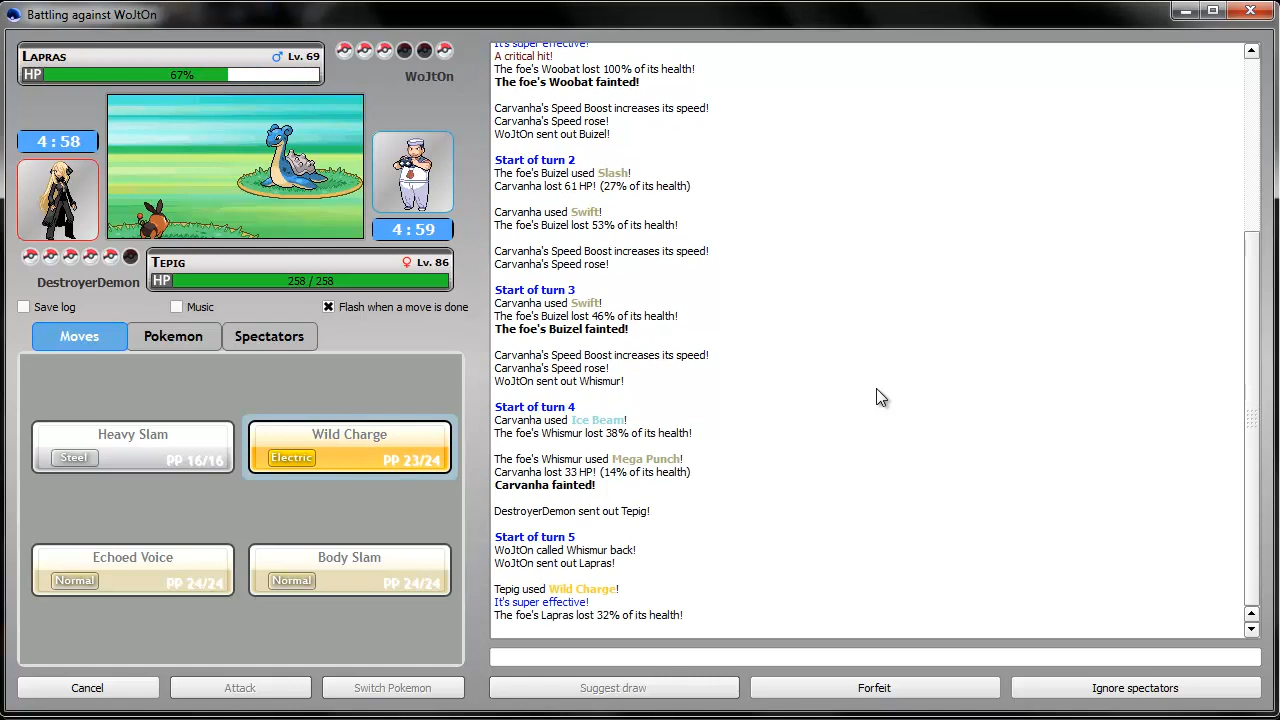 Battling against WoJtOn
LAPRAS ♂ Lv. 69
HP 67%
WoJtOn
4:58
4:59
TEPIG ♀ Lv. 86
HP 258 / 258
DestroyerDemon
Save log
Music
Flash when a move is done
Moves
Pokemon
Spectators
Heavy Slam
Steel PP 16/16
Wild Charge
Electric PP 23/24
Echoed Voice
Normal PP 24/24
Body Slam
Normal PP 24/24
Cancel
Attack
Switch Pokemon
It's super effective!
A critical hit!
The foe's Woobat lost 100% of its health!
The foe's Woobat fainted!
Carvanha's Speed Boost increases its speed!
Carvanha's Speed rose!
WoJtOn sent out Buizel!
Start of turn 2
The foe's Buizel used Slash!
Carvanha lost 61 HP! (27% of its health)
Carvanha used Swift!
The foe's Buizel lost 53% of its health!
Carvanha's Speed Boost increases its speed!
Carvanha's Speed rose!
Start of turn 3
Carvanha used Swift!
The foe's Buizel lost 46% of its health!
The foe's Buizel fainted!
Carvanha's Speed Boost increases its speed!
Carvanha's Speed rose!
WoJtOn sent out Whismur!
Start of turn 4
Carvanha used Ice Beam!
The foe's Whismur lost 38% of its health!
The foe's Whismur used Mega Punch!
Carvanha lost 33 HP! (14% of its health)
Carvanha fainted!
DestroyerDemon sent out Tepig!
Start of turn 5
WoJtOn called Whismur back!
WoJtOn sent out Lapras!
Tepig used Wild Charge!
It's super effective!
The foe's Lapras lost 32% of its health!
Suggest draw
Forfeit
Ignore spectators